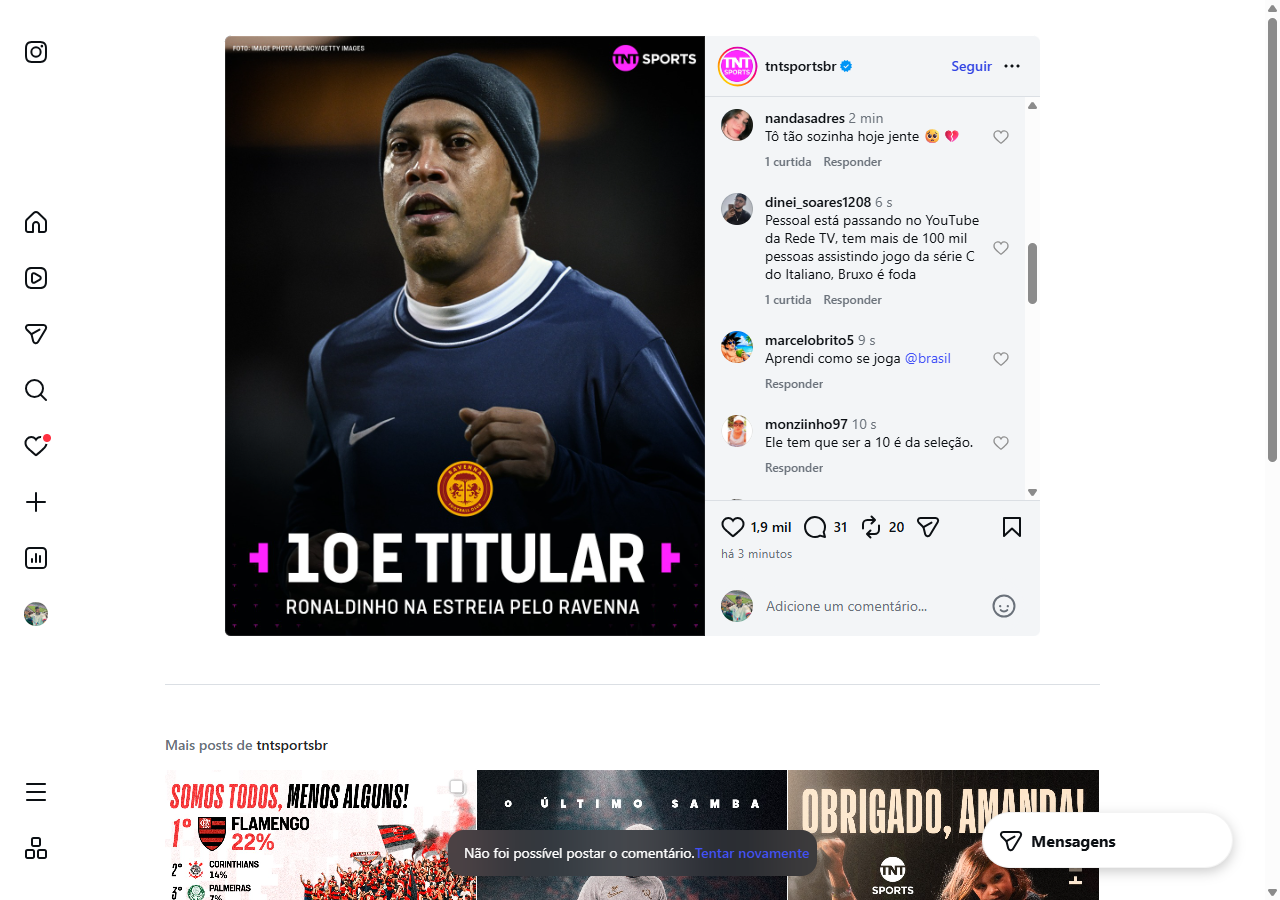 FOTO: IMAGE PHOTO AGENCY/GETTY IMAGES
TNT SPORTS
10 E TITULAR
RONALDINHO NA ESTREIA PELO RAVENNA
RAVENNA
FOOTBALL CLUB
TNT
SPORTS
tntsportsbr
Seguir
nandasadres 2 min
Tô tão sozinha hoje jente 🥺 💔
1 curtida Responder
dinei_soares1208 6 s
Pessoal está passando no YouTube
da Rede TV, tem mais de 100 mil
pessoas assistindo jogo da série C
do Italiano, Bruxo é foda
1 curtida Responder
marcelobrito5 9 s
Aprendi como se joga @brasil
Responder
monziinho97 10 s
Ele tem que ser a 10 é da seleção.
Responder
1,9 mil 31 20
há 3 minutos
Adicione um comentário...
Mais posts de tntsportsbr
SOMOS TODOS, MENOS ALGUNS!
1º FLAMENGO
22%
2º CORINTHIANS
14%
3º PALMEIRAS
7%
O ÚLTIMO SAMBA
OBRIGADO, AMANDA!
TNT
SPORTS
Não foi possível postar o comentário.Tentar novamente
Mensagens